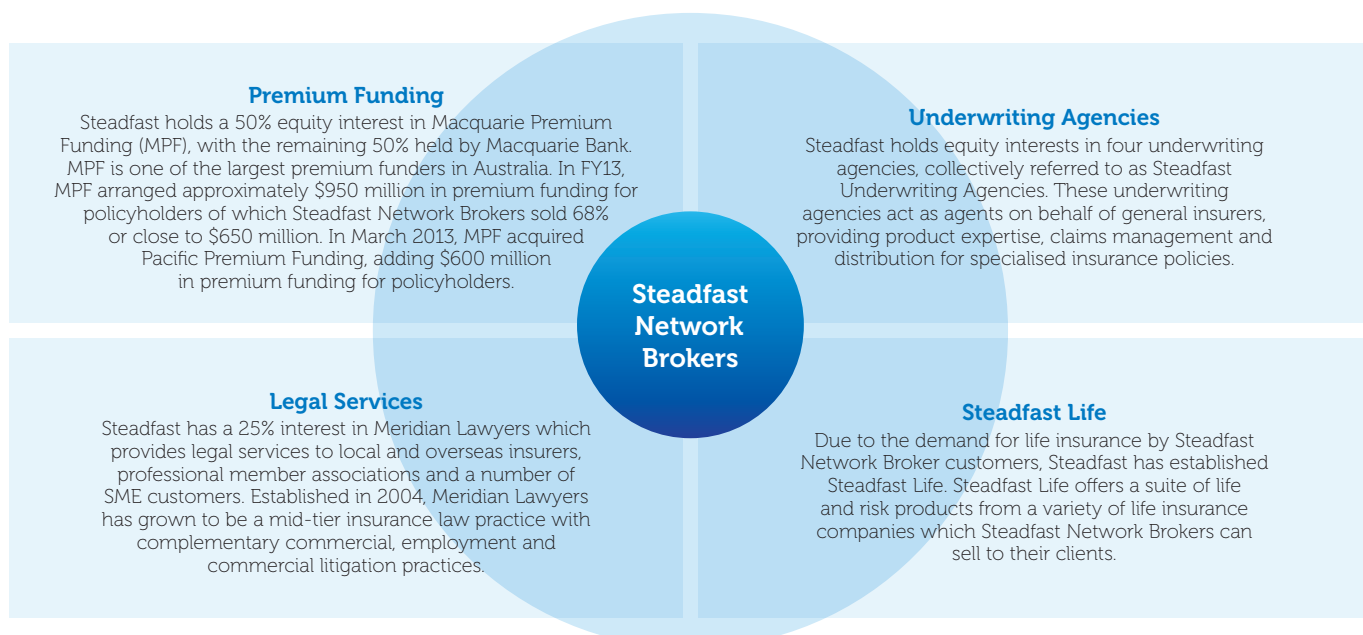 Premium Funding
Steadfast holds a 50% equity interest in Macquarie Premium
Funding (MPF), with the remaining 50% held by Macquarie Bank.
MPF is one of the largest premium funders in Australia. In FY13,
MPF arranged approximately $950 million in premium funding for
policyholders of which Steadfast Network Brokers sold 68%
or close to $650 million. In March 2013, MPF acquired
Pacific Premium Funding, adding $600 million
in premium funding for policyholders.
Underwriting Agencies
Steadfast holds equity interests in four underwriting
agencies, collectively referred to as Steadfast
Underwriting Agencies. These underwriting
agencies act as agents on behalf of general insurers,
providing product expertise, claims management and
distribution for specialised insurance policies.
Steadfast
Network
Brokers
Legal Services
Steadfast has a 25% interest in Meridian Lawyers which
provides legal services to local and overseas insurers,
professional member associations and a number of
SME customers. Established in 2004, Meridian Lawyers
has grown to be a mid-tier insurance law practice with
complementary commercial, employment and
commercial litigation practices.
Steadfast Life
Due to the demand for life insurance by Steadfast
Network Broker customers, Steadfast has established
Steadfast Life. Steadfast Life offers a suite of life
and risk products from a variety of life insurance
companies which Steadfast Network Brokers can
sell to their clients.